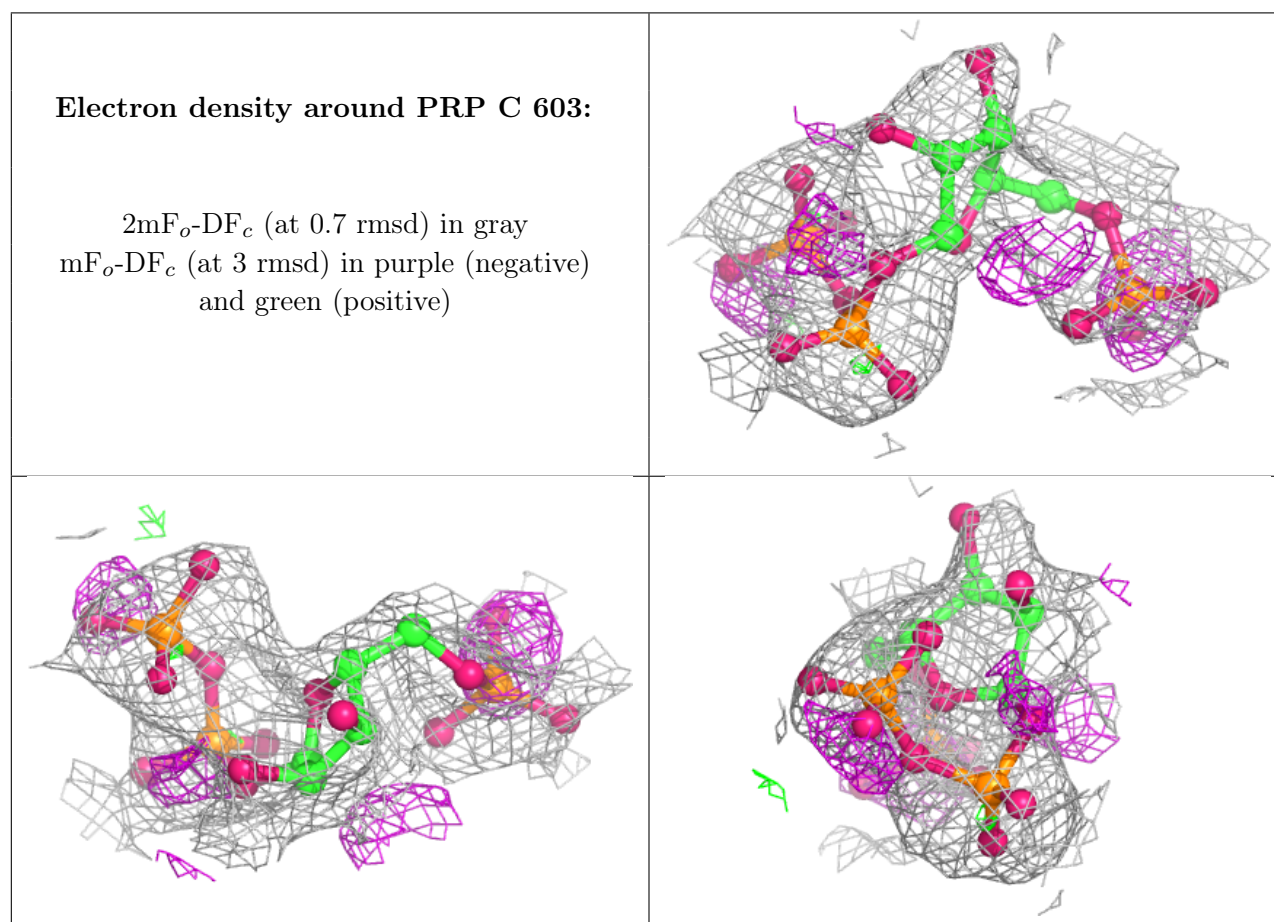 Electron density around PRP C 603:
2mFo-DFc (at 0.7 rmsd) in gray
mFo-DFc (at 3 rmsd) in purple (negative)
and green (positive)